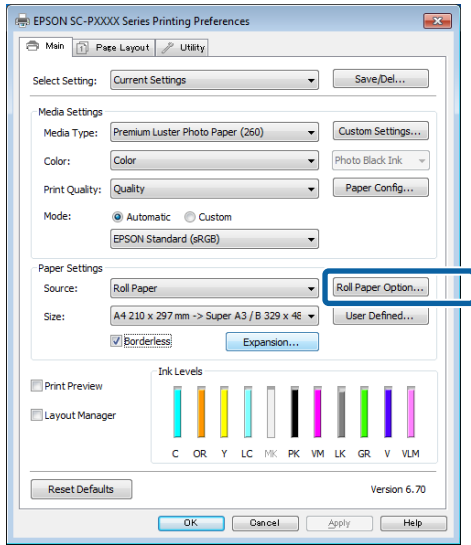 EPSON SC-PXXXX Series Printing Preferences
Main Page Layout Utility
Select Setting: Current Settings Save/Del...
Media Settings
Media Type: Premium Luster Photo Paper (260) Custom Settings...
Color: Color Photo Black Ink
Print Quality: Quality Paper Config...
Mode: Automatic Custom
EPSON Standard (sRGB)
Paper Settings
Source: Roll Paper Roll Paper Option...
Size: A4 210 x 297 mm -> Super A3 / B 329 x 48 User Defined...
Borderless Expansion...
Ink Levels
Print Preview
Layout Manager
C OR Y LC MK PK VM LK GR V VLM
Reset Defaults Version 6.70
OK Cancel Apply Help